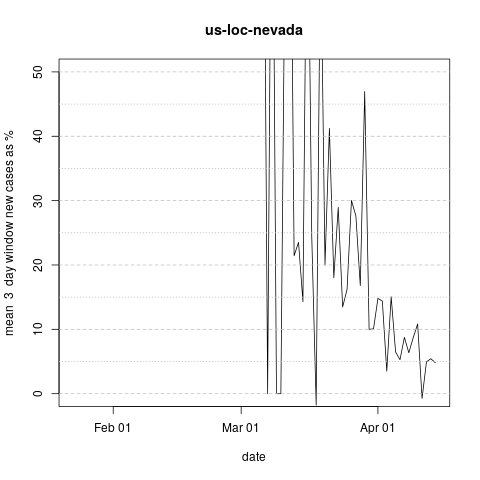 us-loc-nevada
mean 3 day window new cases as %
50
40
30
20
10
0
Feb 01
Mar 01
Apr 01
date